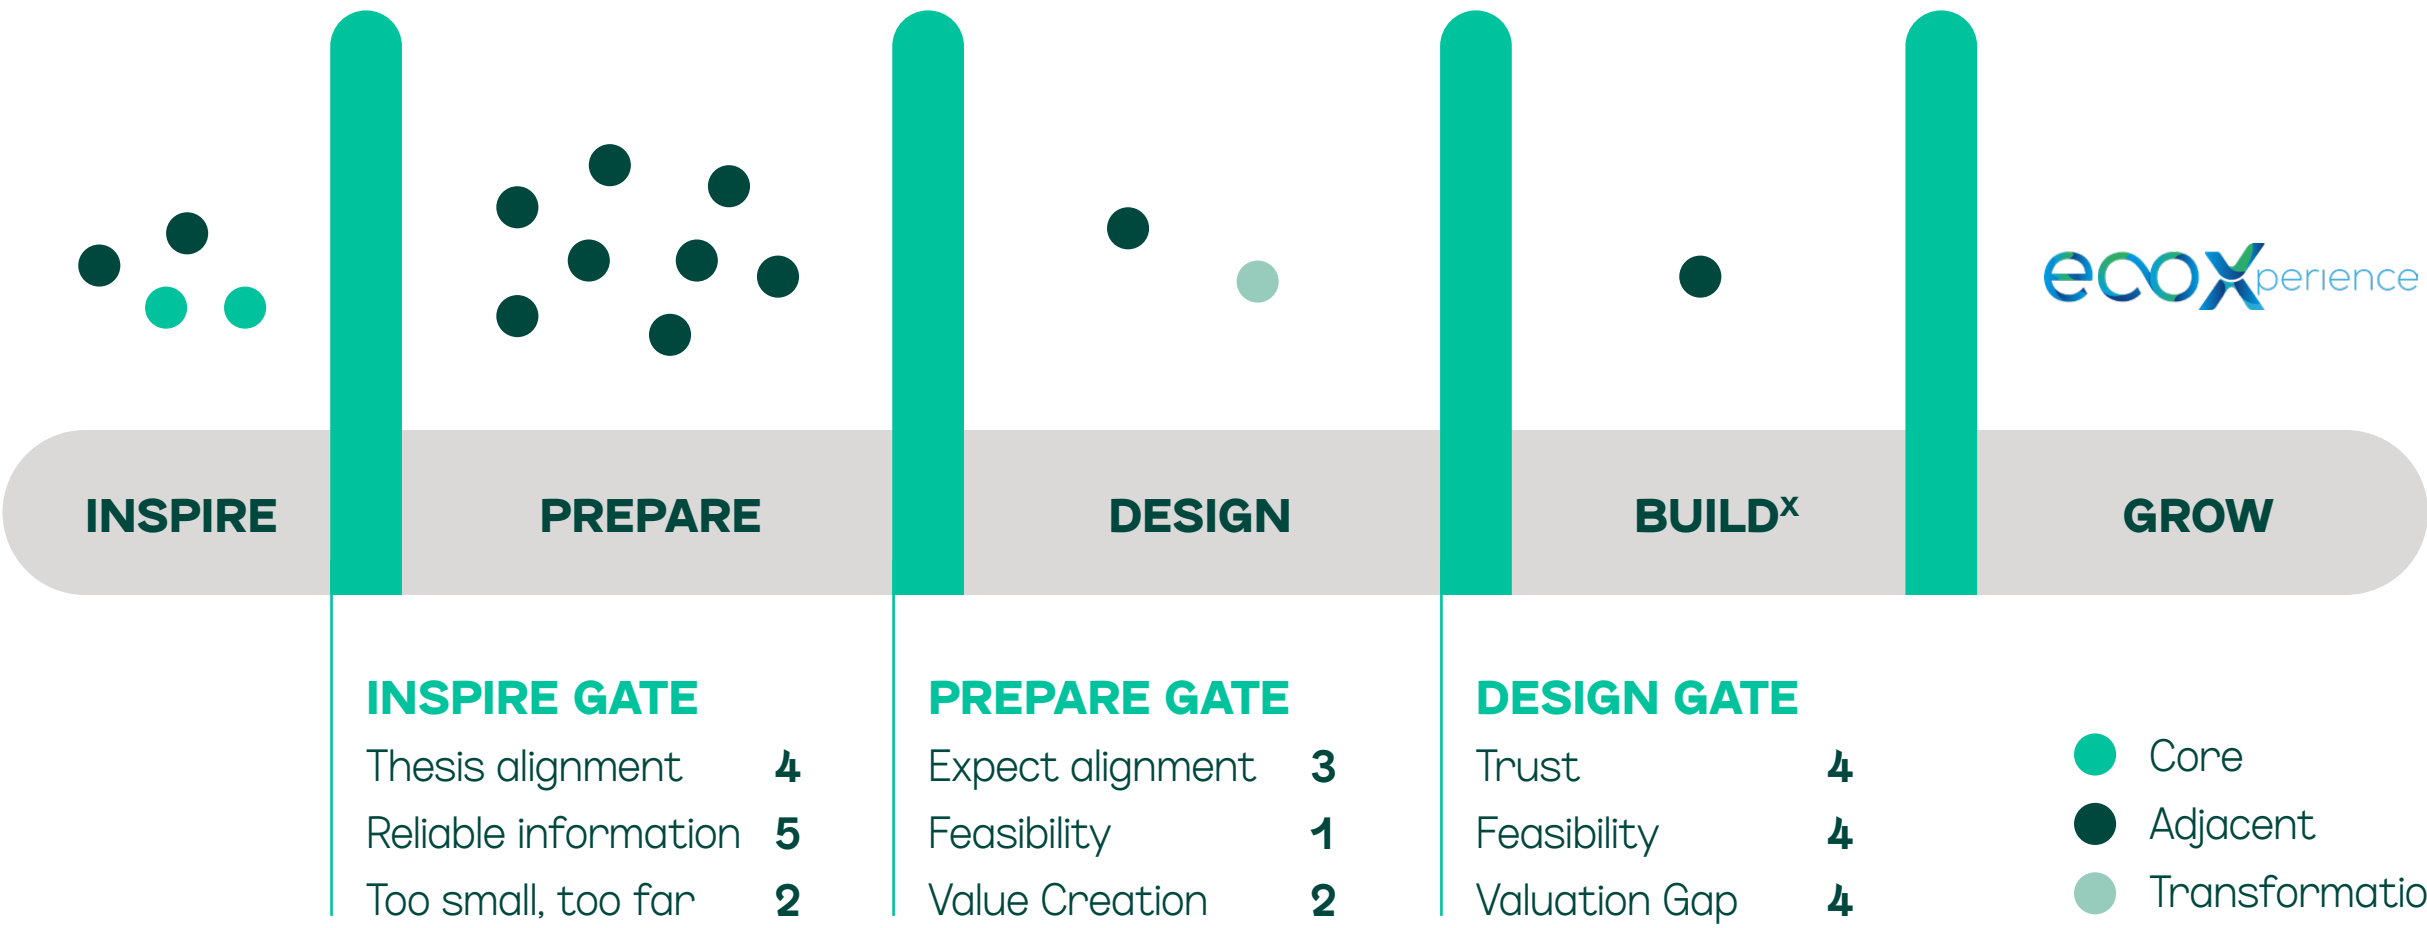 ecoXperience
INSPIRE
PREPARE
DESIGN
BUILDˣ
GROW
INSPIRE GATE
Thesis alignment 4
Reliable information 5
Too small, too far 2
PREPARE GATE
Expect alignment 3
Feasibility 1
Value Creation 2
DESIGN GATE
Trust 4
Feasibility 4
Valuation Gap 4
Core
Adjacent
Transformatio